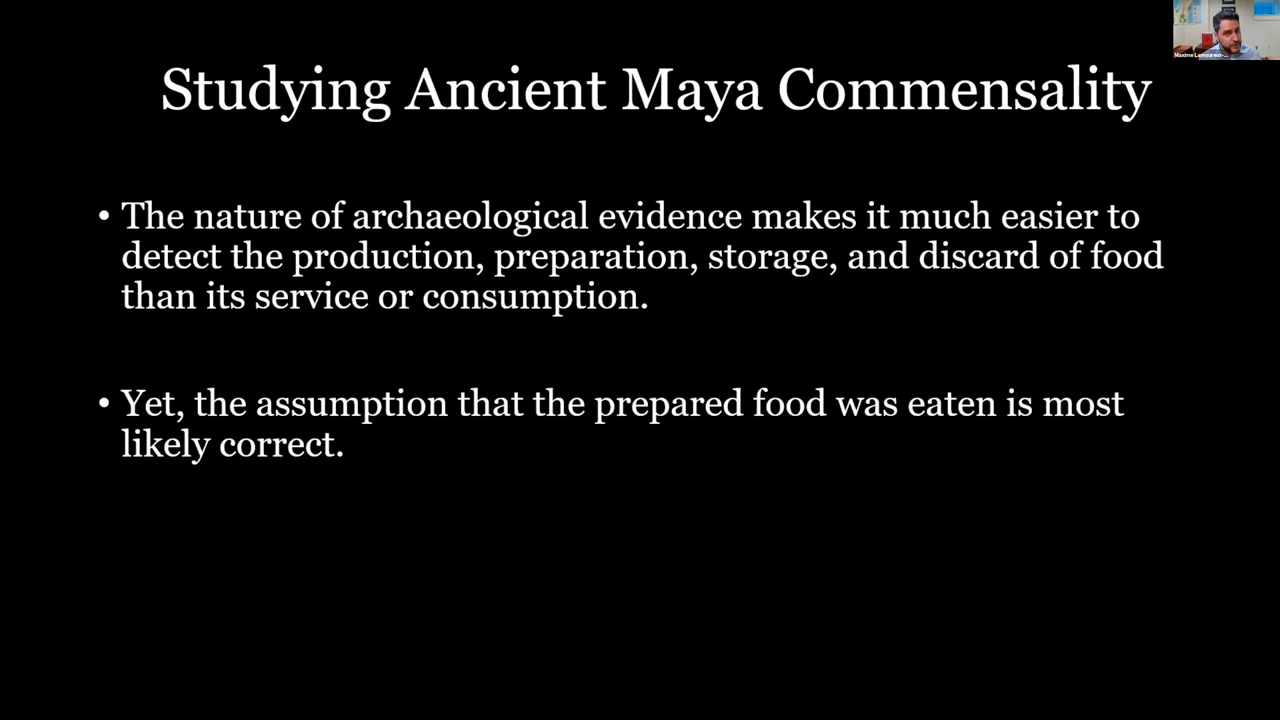 Maxime Lamoureux-...
Studying Ancient Maya Commensality
• The nature of archaeological evidence makes it much easier to
detect the production, preparation, storage, and discard of food
than its service or consumption.
• Yet, the assumption that the prepared food was eaten is most
likely correct.